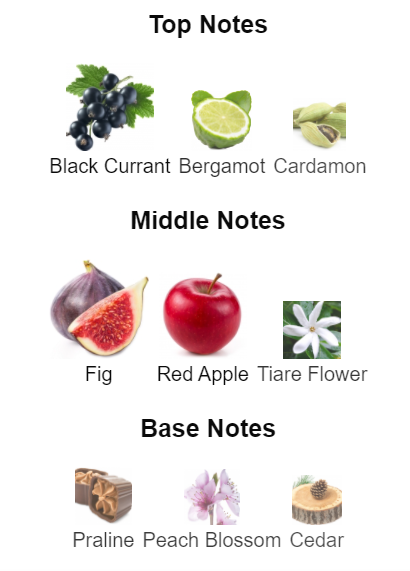 Top Notes
Black Currant Bergamot Cardamon
Middle Notes
Fig Red Apple Tiare Flower
Base Notes
Praline Peach Blossom Cedar